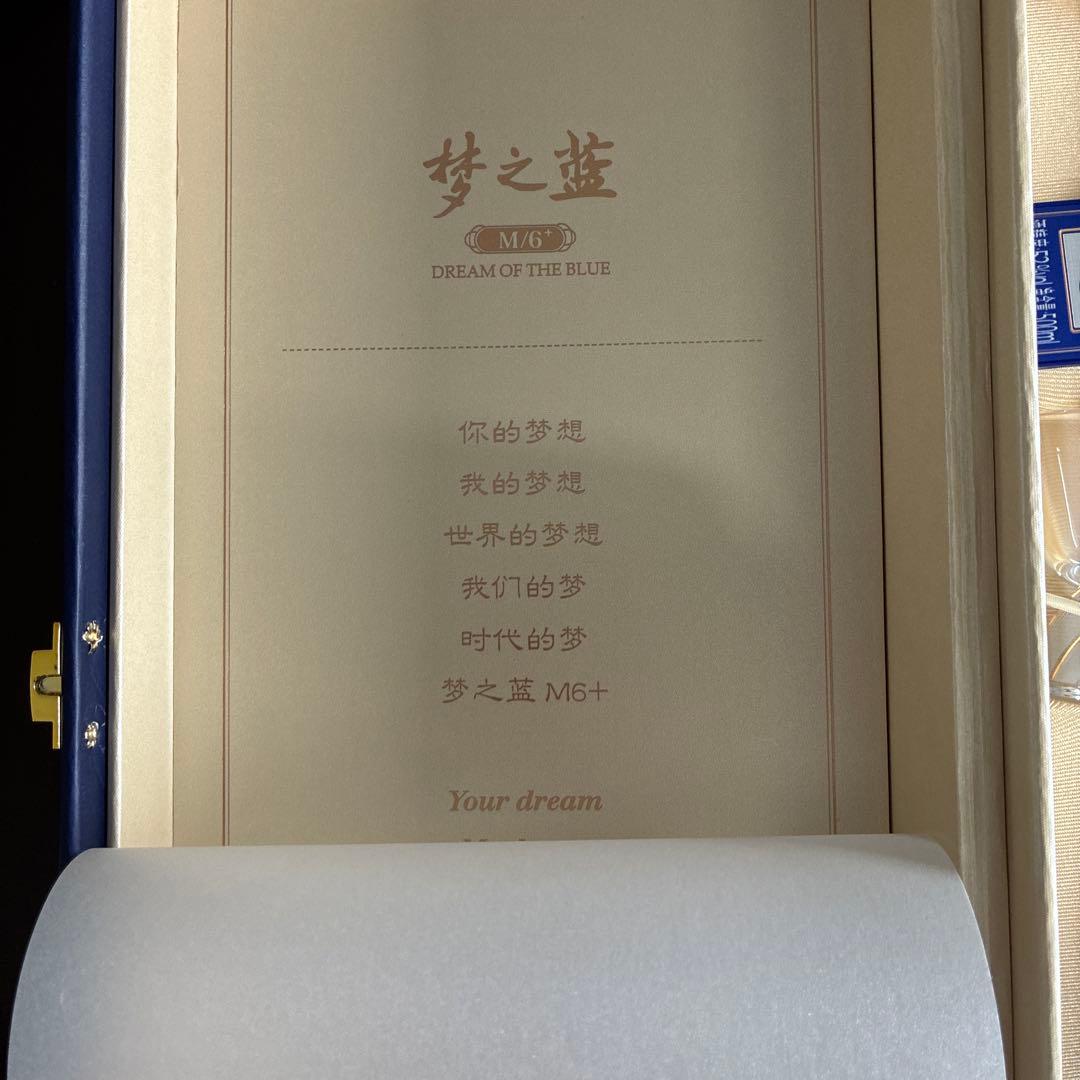 梦之蓝
M/6+
DREAM OF THE BLUE
你的梦想
我的梦想
世界的梦想
我们的梦
时代的梦
梦之蓝 M6+
Your dream
500ml